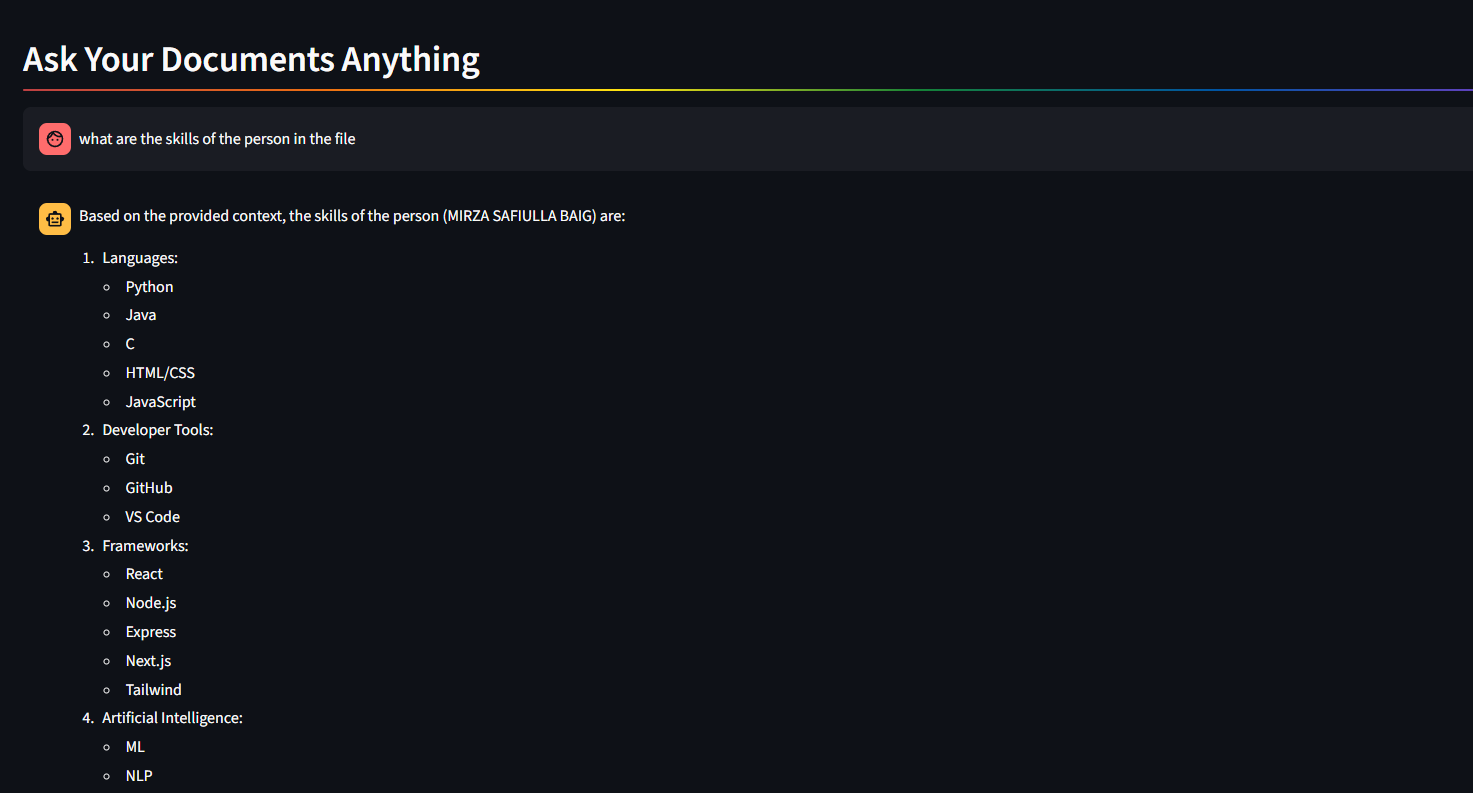 Ask Your Documents Anything
what are the skills of the person in the file
Based on the provided context, the skills of the person (MIRZA SAFIULLA BAIG) are:
1. Languages:
Python
Java
C
HTML/CSS
JavaScript
2. Developer Tools:
Git
GitHub
VS Code
3. Frameworks:
React
Node.js
Express
Next.js
Tailwind
4. Artificial Intelligence:
ML
NLP